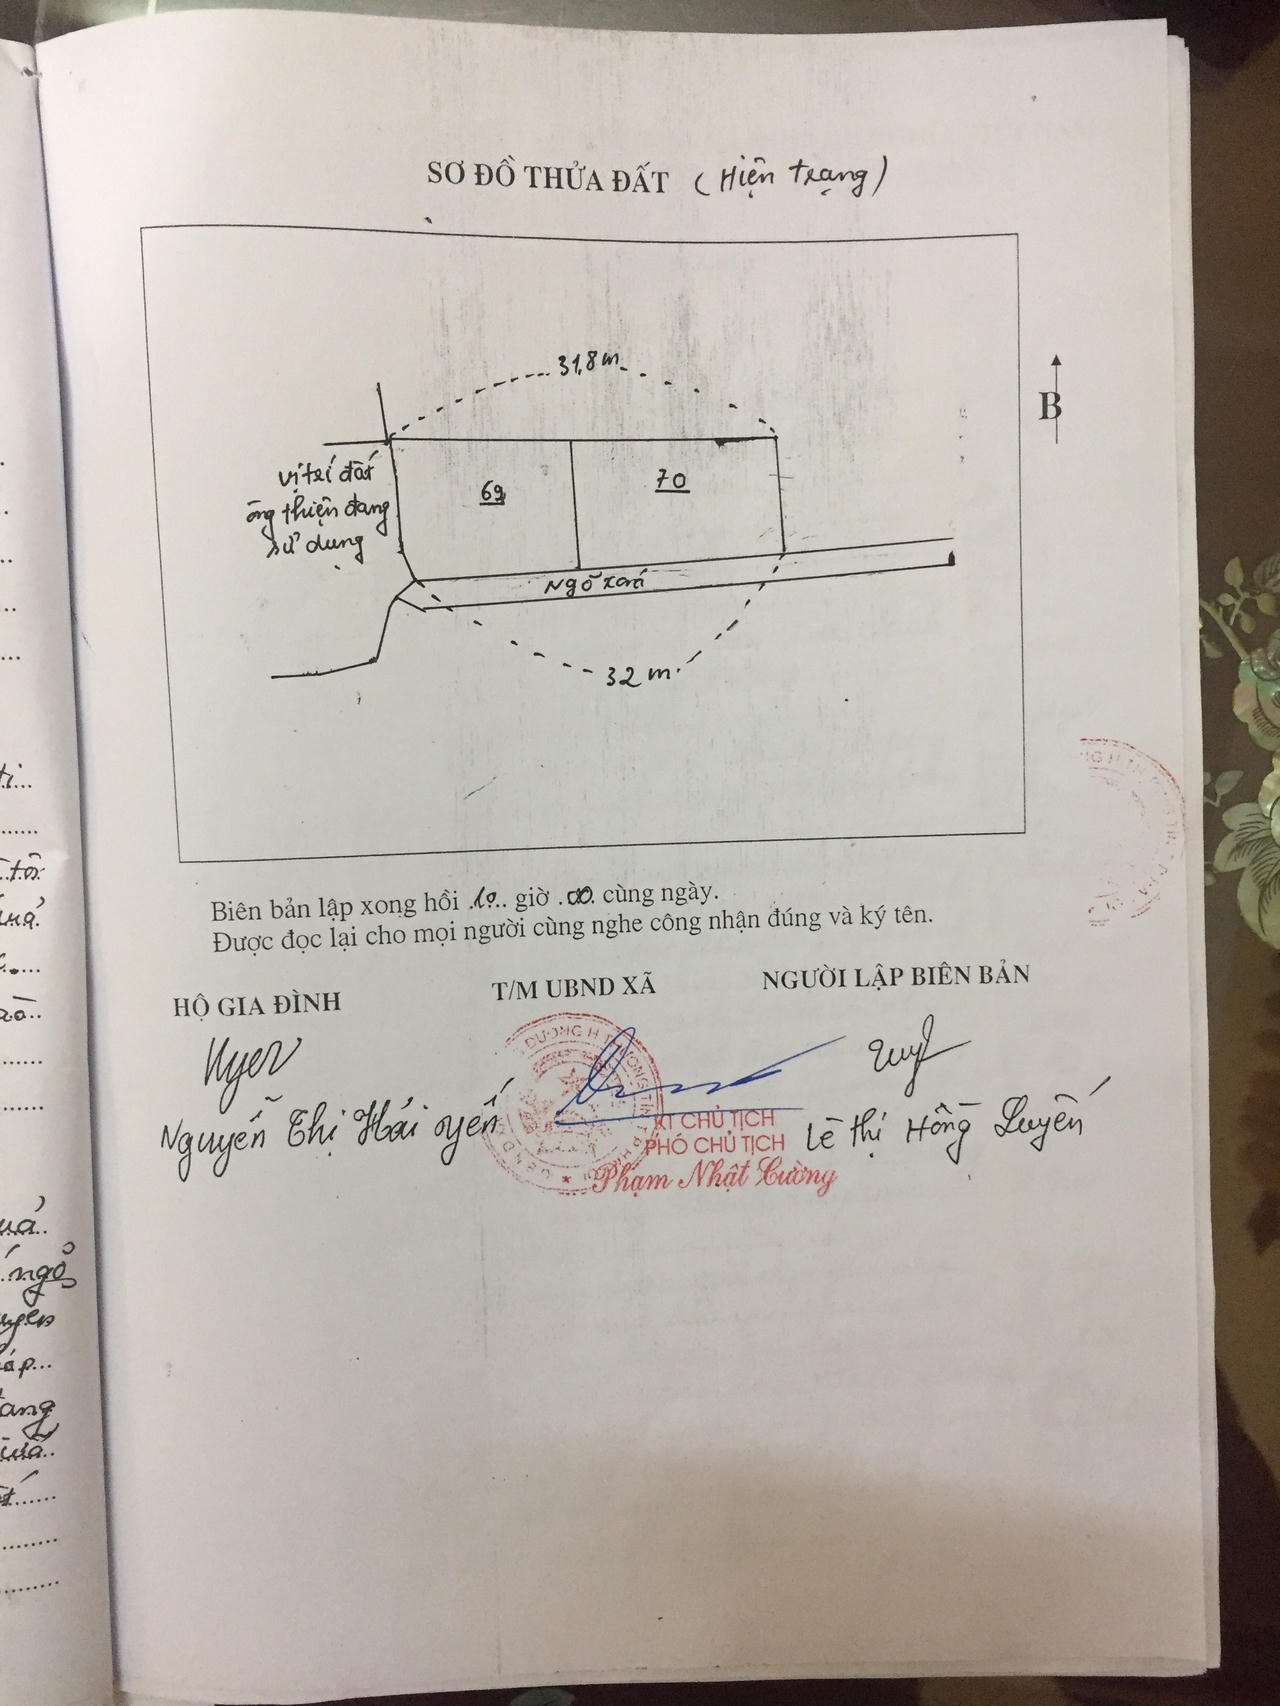 SƠ ĐỒ THỬA ĐẤT (Hiện trạng)
31,8 m
B
vị trí đất
ông thiện đang
sử dụng
69
70
Ngõ xóm
32 m
Biên bản lập xong hồi .10.. giờ .00. cùng ngày.
Được đọc lại cho mọi người cùng nghe công nhận đúng và ký tên.
HỘ GIA ĐÌNH
T/M UBND XÃ
NGƯỜI LẬP BIÊN BẢN
Nguyễn Thị Hải Yến
KT CHỦ TỊCH
PHÓ CHỦ TỊCH
Phạm Nhật Cường
Lê Thị Hồng Luyến
ngõ